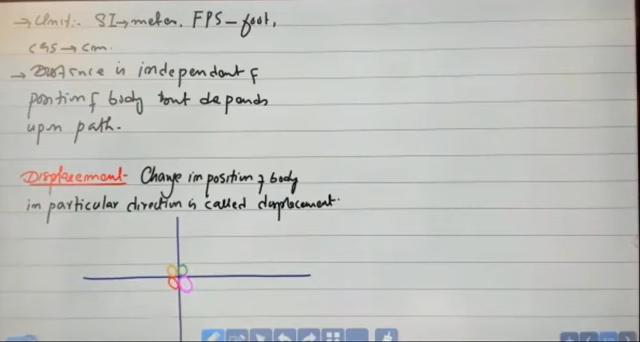 → Unit:- SI→meter. FPS-foot,
CGS → cm.
→ Distance is independent of
position of body but depends
upon path.
Displacement- Change in position of body
in particular direction is called displacement.